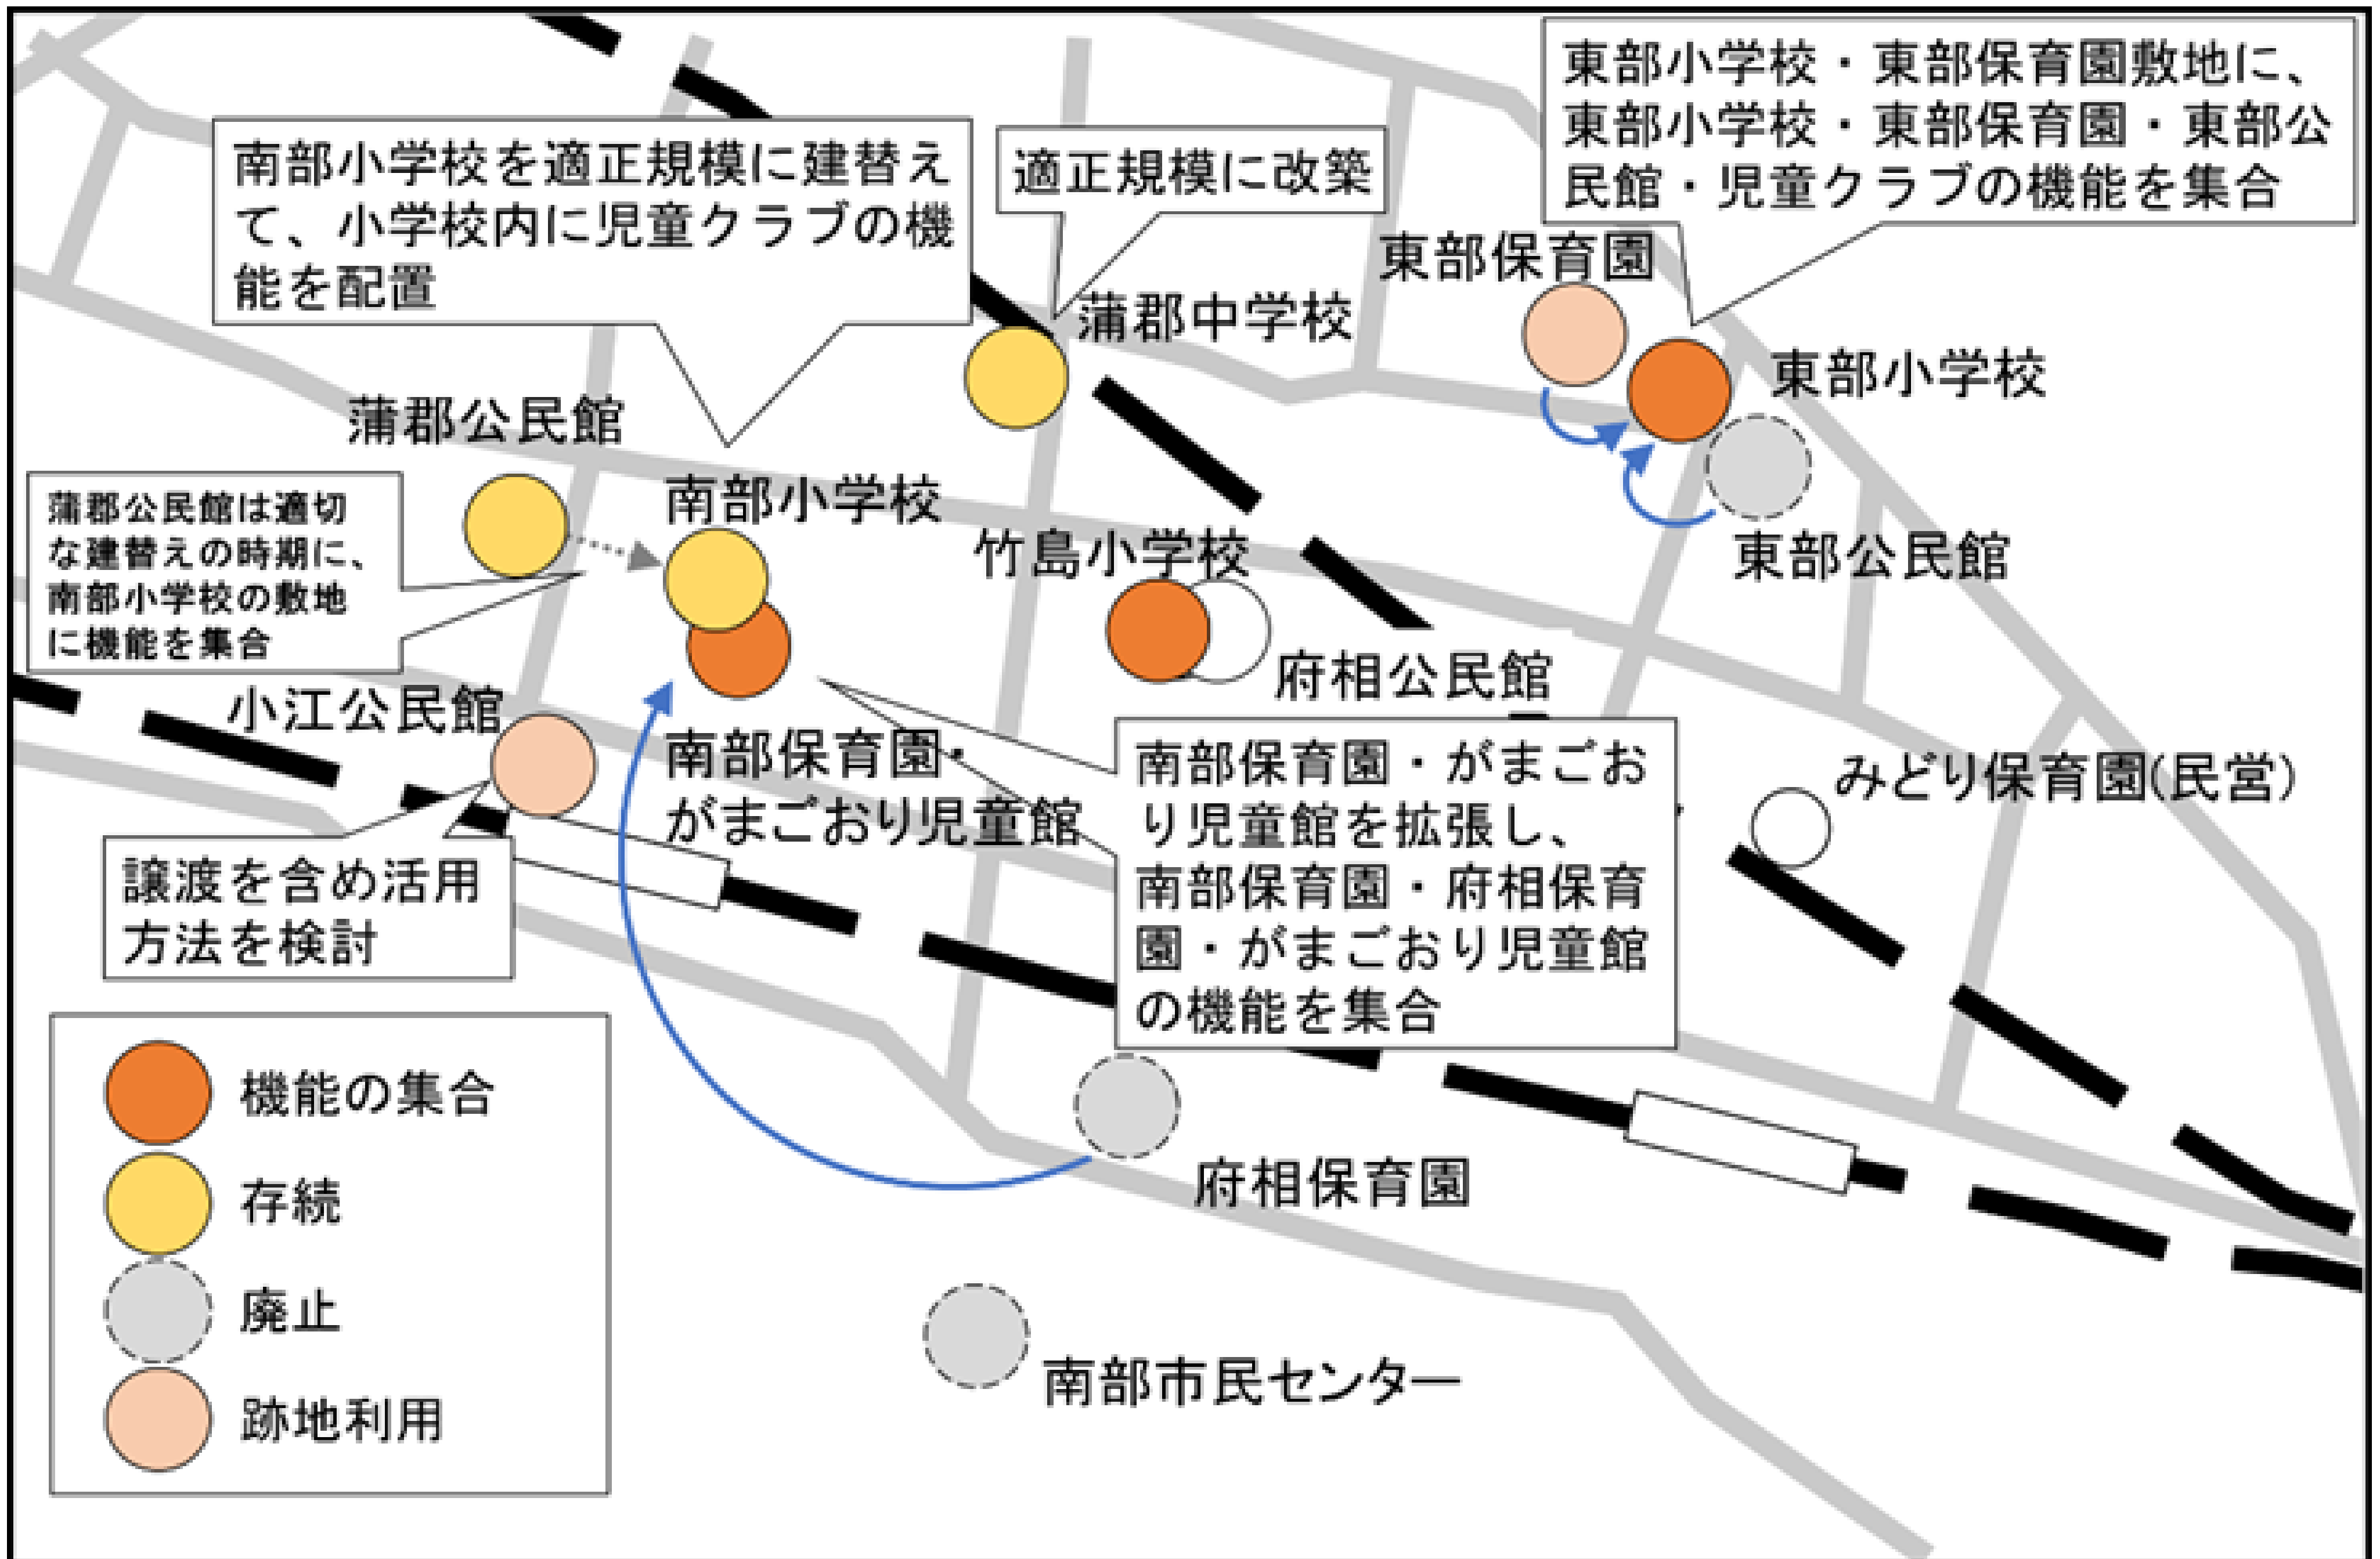 東部小学校・東部保育園敷地に、
東部小学校・東部保育園・東部公
民館・児童クラブの機能を集合
南部小学校を適正規模に建替え
て、小学校内に児童クラブの機
能を配置
適正規模に改築
東部保育園
蒲郡中学校
東部小学校
蒲郡公民館
南部小学校
蒲郡公民館は適切
な建替えの時期に、
南部小学校の敷地
に機能を集合
竹島小学校
東部公民館
府相公民館
小江公民館
南部保育園・
がまごおり児童館
南部保育園・がまごお
り児童館を拡張し、
南部保育園・府相保育
園・がまごおり児童館
の機能を集合
みどり保育園(民営)
譲渡を含め活用
方法を検討
府相保育園
南部市民センター
機能の集合
存続
廃止
跡地利用